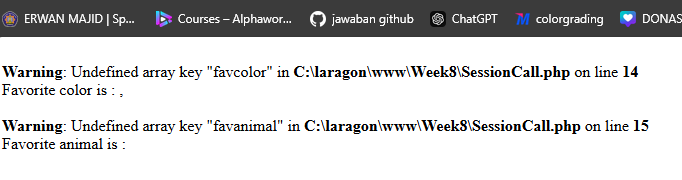 ERWAN MAJID | Sp... Courses – Alphawor... jawaban github ChatGPT colorgrading DONAS
Warning: Undefined array key "favcolor" in C:\laragon\www\Week8\SessionCall.php on line 14
Favorite color is : ,
Warning: Undefined array key "favanimal" in C:\laragon\www\Week8\SessionCall.php on line 15
Favorite animal is :